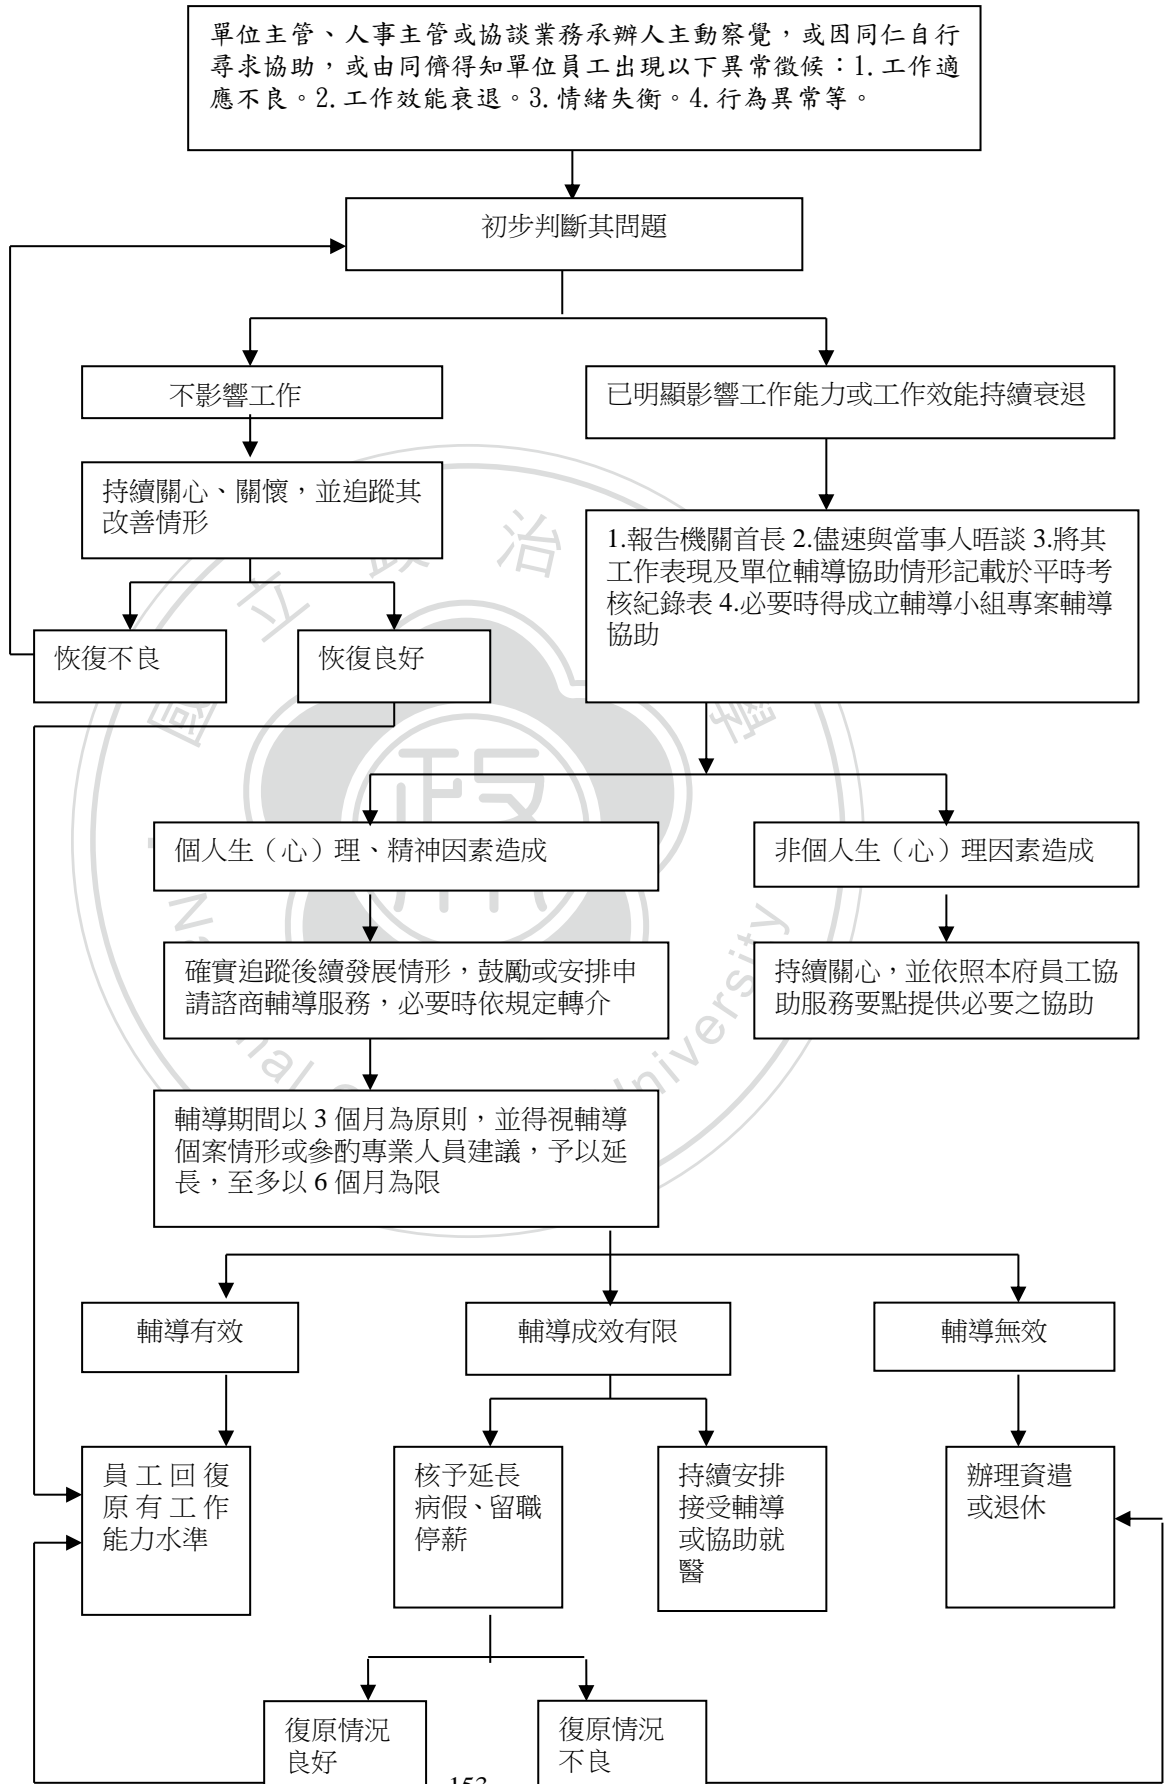 單位主管、人事主管或協談業務承辦人主動察覺，或因同仁自行
尋求協助，或由同儕得知單位員工出現以下異常徵候：1.工作適
應不良。2.工作效能衰退。3.情緒失衡。4.行為異常等。
初步判斷其問題
不影響工作
已明顯影響工作能力或工作效能持續衰退
持續關心、關懷，並追蹤其
改善情形
1.報告機關首長 2.儘速與當事人晤談 3.將其
工作表現及單位輔導協助情形記載於平時考
核紀錄表 4.必要時得成立輔導小組專案輔導
協助
恢復不良
恢復良好
個人生（心）理、精神因素造成
非個人生（心）理因素造成
確實追蹤後續發展情形，鼓勵或安排申
請諮商輔導服務，必要時依規定轉介
持續關心，並依照本府員工協
助服務要點提供必要之協助
輔導期間以 3 個月為原則，並得視輔導
個案情形或參酌專業人員建議，予以延
長，至多以 6 個月為限
輔導有效
輔導成效有限
輔導無效
員工回復
原有工作
能力水準
核予延長
病假、留職
停薪
持續安排
接受輔導
或協助就
醫
辦理資遣
或退休
復原情況
良好
復原情況
不良
153